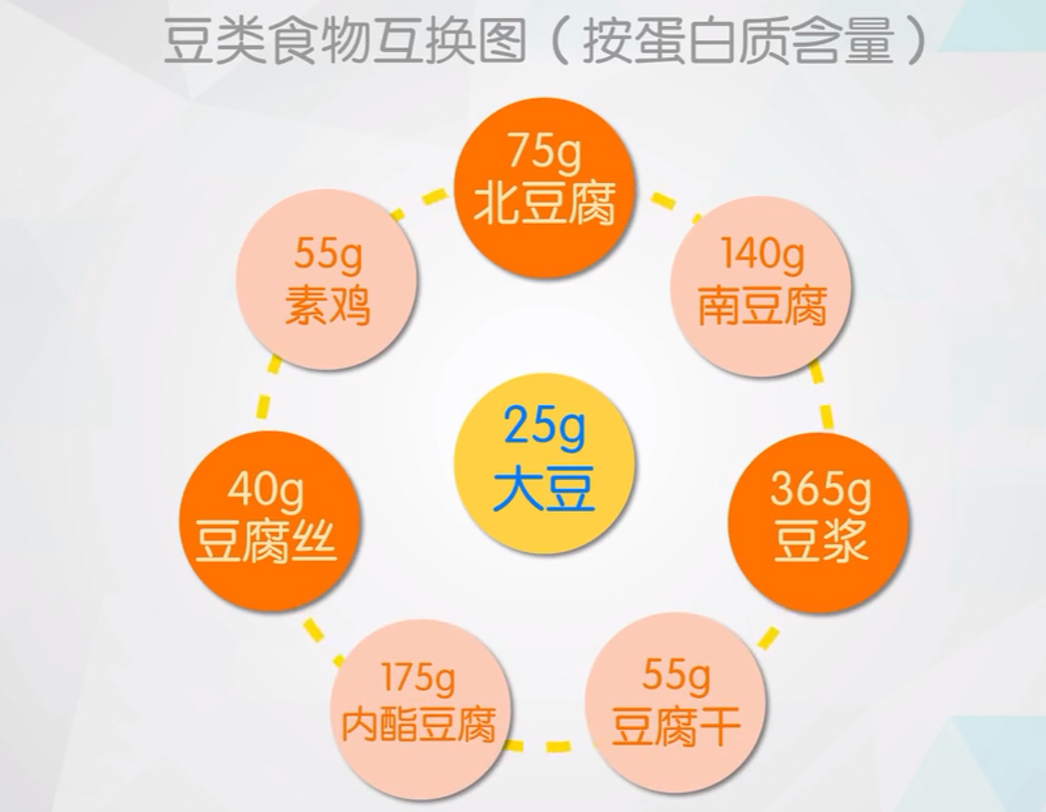 豆类食物互换图（按蛋白质含量）
75g
北豆腐
140g
南豆腐
365g
豆浆
55g
豆腐干
175g
内酯豆腐
40g
豆腐丝
55g
素鸡
25g
大豆